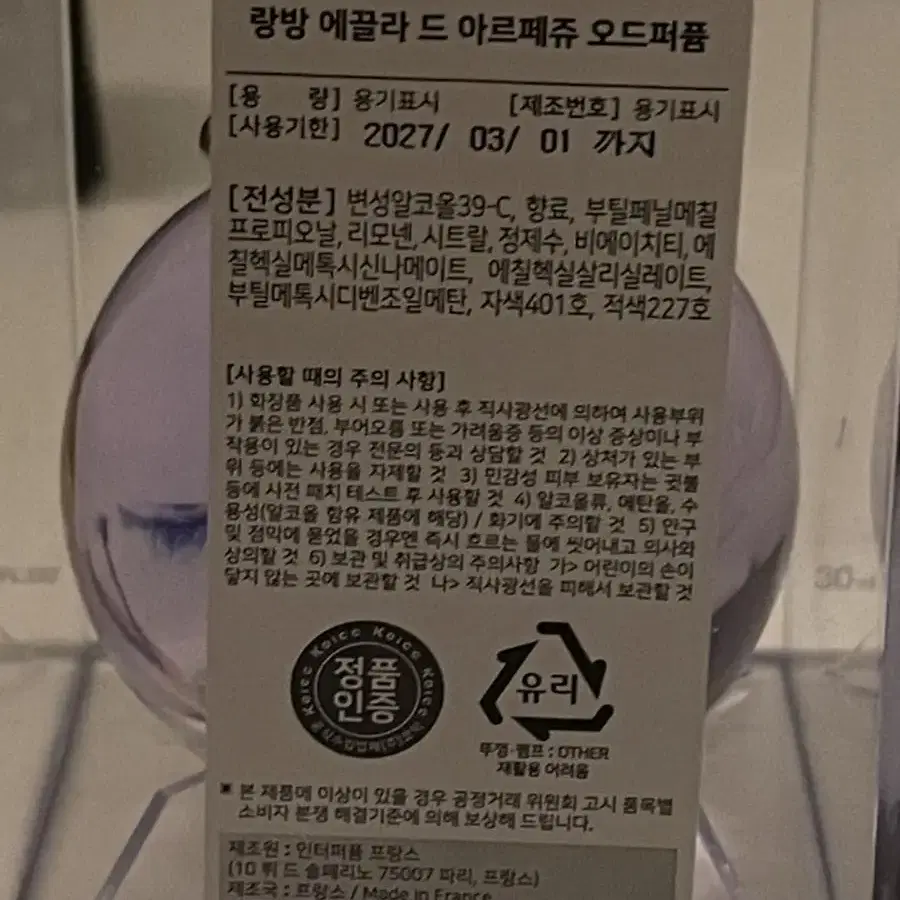 랑방 에끌라 드 아르페쥬 오드퍼퓸
[용 량] 용기표시 [제조번호] 용기표시
[사용기한] 2027/ 03/ 01 까지
[전성분] 변성알코올39-C, 향료, 부틸페닐메칠
프로피오날, 리모넨, 시트랄, 정제수, 비에이치티, 에
칠헥실메톡시신나메이트, 에칠헥실살리실레이트,
부틸메톡시디벤조일메탄, 자색401호, 적색227호
[사용할 때의 주의 사항]
1) 화장품 사용 시 또는 사용 후 직사광선에 의하여 사용부위
가 붉은 반점, 부어오름 또는 가려움증 등의 이상 증상이나 부
작용이 있는 경우 전문의 등과 상담할 것 2) 상처가 있는 부
위 등에는 사용을 자제할 것 3) 민감성 피부 보유자는 귓불
등에 사전 패치 테스트 후 사용할 것 4) 알코올류, 메탄올, 수
용성(알코올 함유 제품에 해당) / 화기에 주의할 것 5) 안구
및 점막에 묻었을 경우엔 즉시 흐르는 물에 씻어내고 의사와
상의할 것 6) 보관 및 취급상의 주의사항 가> 어린이의 손이
닿지 않는 곳에 보관할 것 나> 직사광선을 피해서 보관할 것
Koice Koice Koice Koice
정품
인증
유리
뚜껑·펌프 : OTHER
재활용 어려움
▣ 본 제품에 이상이 있을 경우 공정거래 위원회 고시 품목별
소비자 분쟁 해결기준에 의해 보상해 드립니다.
제조원 : 인터퍼퓸 프랑스
(10 뤼 드 솔페리노 75007 파리, 프랑스)
제조국 : 프랑스 / Made in France
30ml